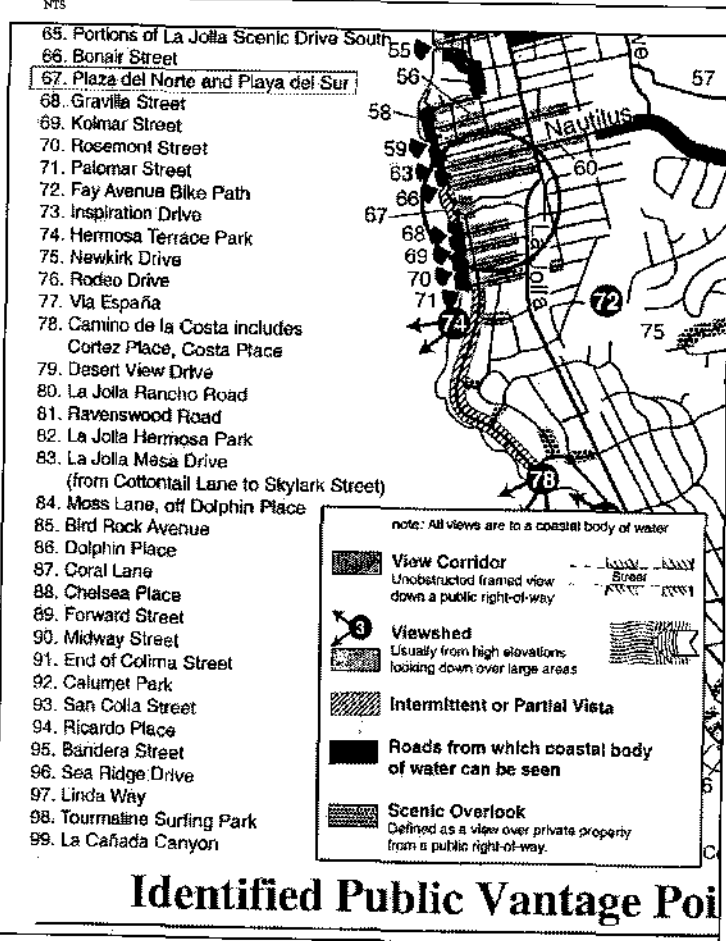 NTS
65. Portions of La Jolla Scenic Drive South
66. Bonair Street
67. Plaza del Norte and Playa del Sur
68. Gravilla Street
69. Kolmar Street
70. Rosemont Street
71. Palomar Street
72. Fay Avenue Bike Path
73. Inspiration Drive
74. Hermosa Terrace Park
75. Newkirk Drive
76. Rodeo Drive
77. Via España
78. Camino de la Costa includes
Cortez Place, Costa Place
79. Desert View Drive
80. La Jolla Rancho Road
81. Ravenswood Road
82. La Jolla Hermosa Park
83. La Jolla Mesa Drive
(from Cottontail Lane to Skylark Street)
84. Moss Lane, off Dolphin Place
85. Bird Rock Avenue
86. Dolphin Place
87. Coral Lane
88. Chelsea Place
89. Forward Street
90. Midway Street
91. End of Colima Street
92. Calumet Park
93. San Colla Street
94. Ricardo Place
95. Bandera Street
96. Sea Ridge Drive
97. Linda Way
98. Tourmaline Surfing Park
99. La Cañada Canyon
55
56
57
58
Nautilus
59
60
63
66
67
68
69
70
71
La Jolla
72
74
75
78
note: All views are to a coastal body of water
View Corridor
Unobstructed framed view
down a public right-of-way
Street
3
Viewshed
Usually from high elevations
looking down over large areas
Intermittent or Partial Vista
Roads from which coastal body
of water can be seen
Scenic Overlook
Defined as a view over private property
from a public right-of-way.
6
Identified Public Vantage Poi